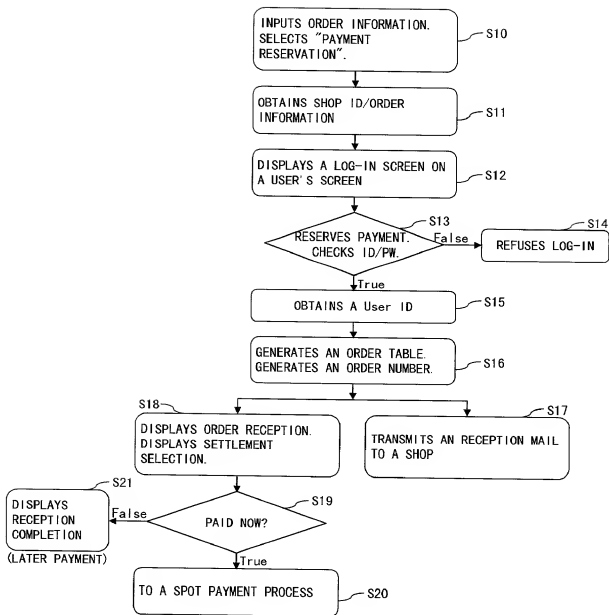 INPUTS ORDER INFORMATION.
SELECTS "PAYMENT
RESERVATION".
S10
OBTAINS SHOP ID/ORDER
INFORMATION
S11
DISPLAYS A LOG-IN SCREEN ON
A USER'S SCREEN
S12
S13
RESERVES PAYMENT.
CHECKS ID/PW.
False
S14
REFUSES LOG-IN
True
OBTAINS A User ID
S15
GENERATES AN ORDER TABLE.
GENERATES AN ORDER NUMBER.
S16
S18
DISPLAYS ORDER RECEPTION.
DISPLAYS SETTLEMENT
SELECTION.
S17
TRANSMITS AN RECEPTION MAIL
TO A SHOP
S21
DISPLAYS
RECEPTION
COMPLETION
(LATER PAYMENT)
False
S19
PAID NOW?
True
TO A SPOT PAYMENT PROCESS
S20